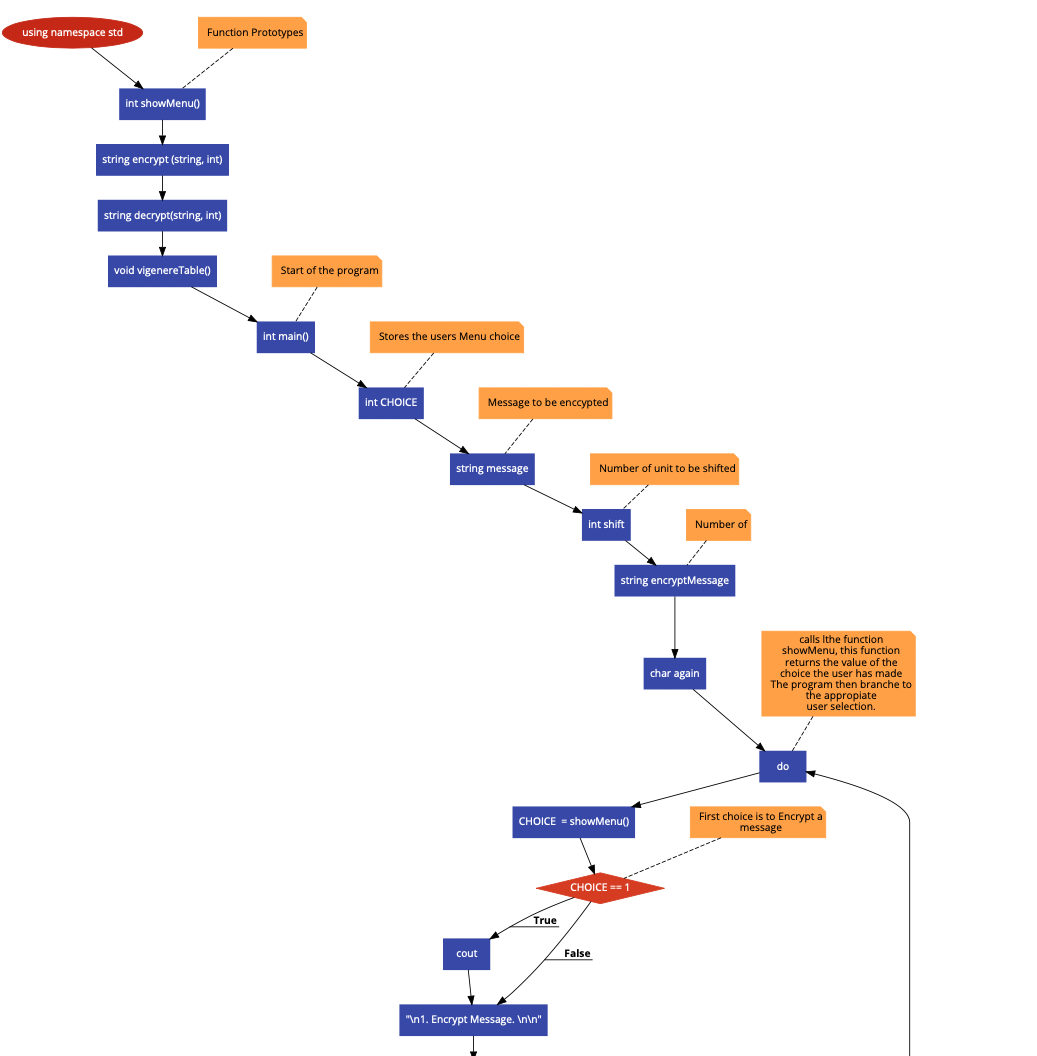 using namespace std
Function Prototypes
int showMenu()
string encrypt (string, int)
string decrypt(string, int)
void vigenereTable()
Start of the program
int main()
Stores the users Menu choice
int CHOICE
Message to be enccypted
string message
Number of unit to be shifted
int shift
Number of
string encryptMessage
calls lthe function
showMenu, this function
returns the value of the
choice the user has made
The program then branche to
the appropiate
user selection.
char again
do
CHOICE  = showMenu()
First choice is to Encrypt a
message
CHOICE == 1
True
cout
False
"\n1. Encrypt Message. \n\n"